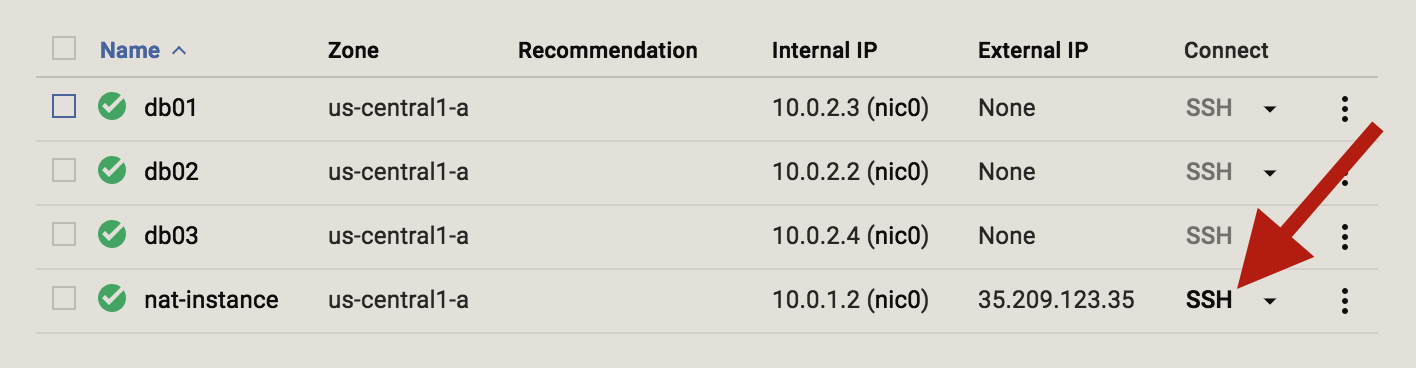 Name Zone Recommendation Internal IP External IP Connect
db01 us-central1-a 10.0.2.3 (nic0) None SSH
db02 us-central1-a 10.0.2.2 (nic0) None SSH
db03 us-central1-a 10.0.2.4 (nic0) None SSH
nat-instance us-central1-a 10.0.1.2 (nic0) 35.209.123.35 SSH